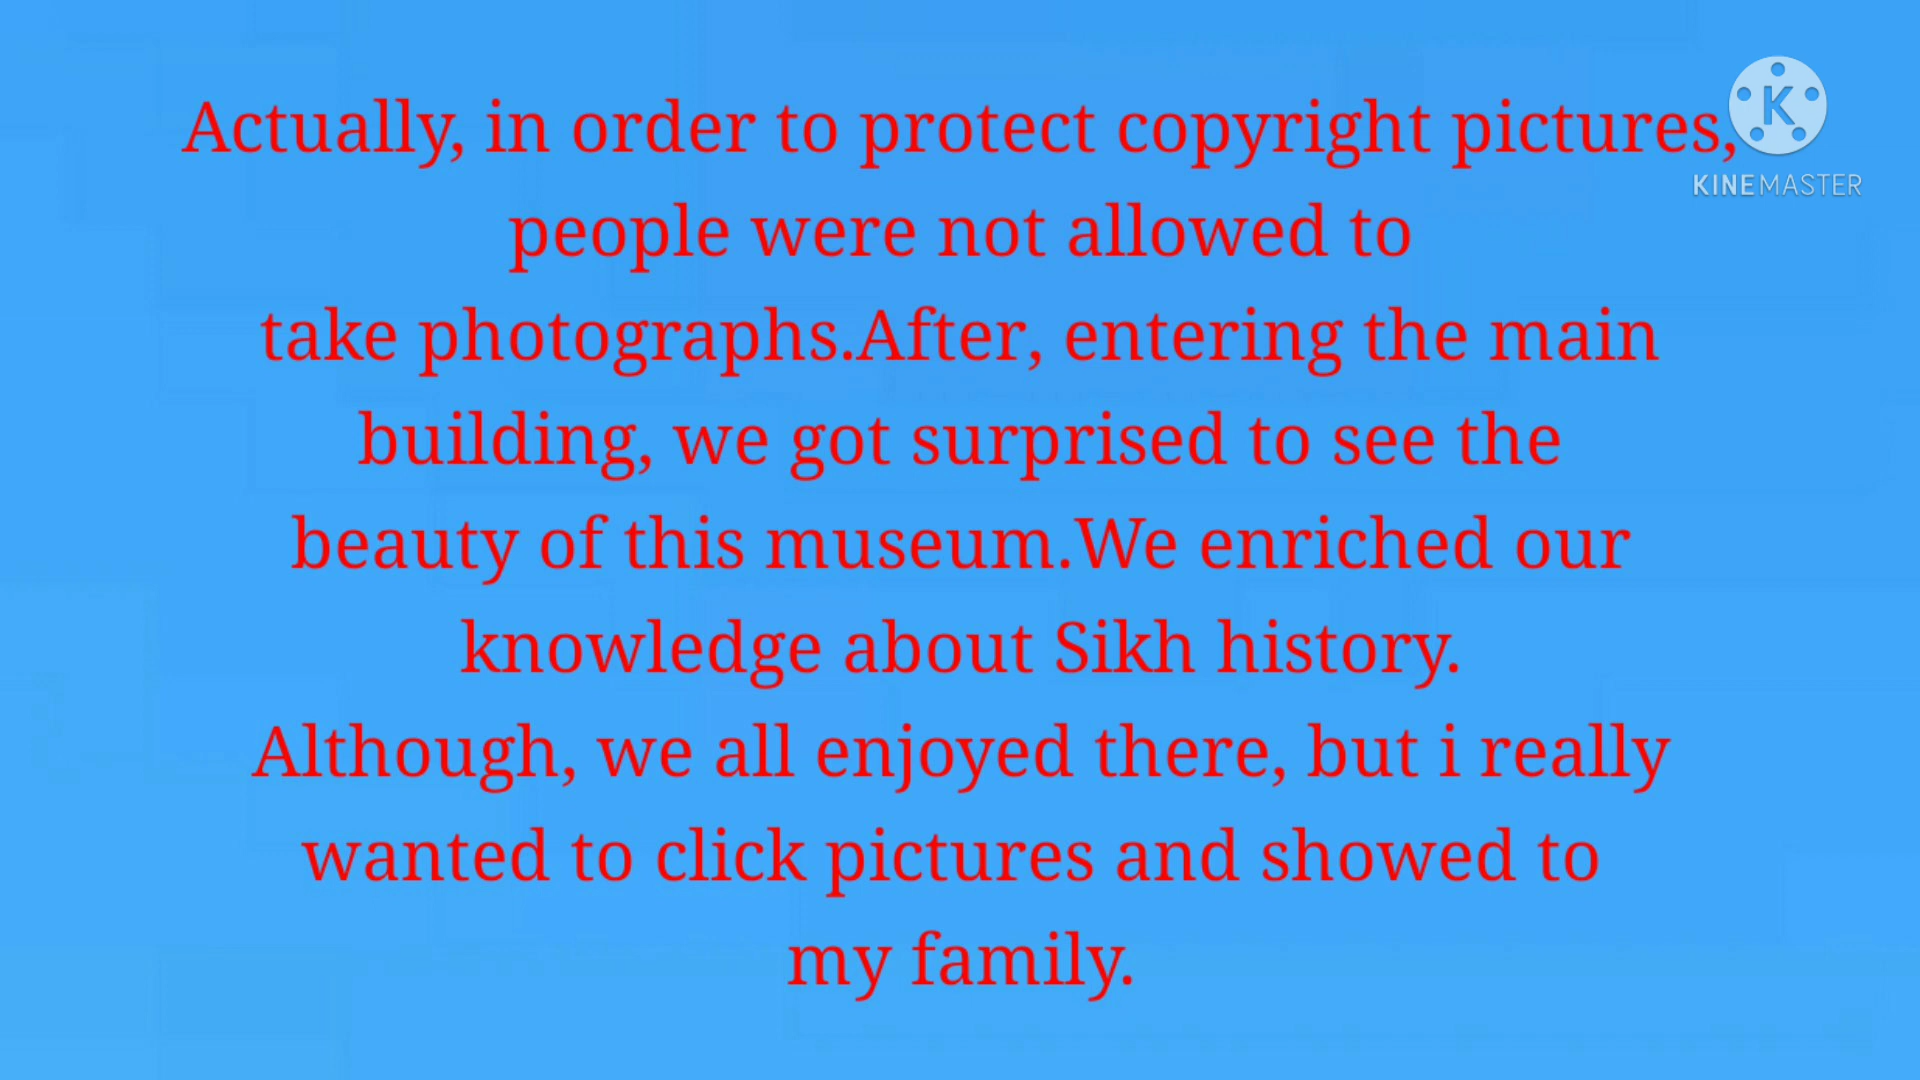 Actually, in order to protect copyright pictures,
people were not allowed to
take photographs.After, entering the main
building, we got surprised to see the
beauty of this museum.We enriched our
knowledge about Sikh history.
Although, we all enjoyed there, but i really
wanted to click pictures and showed to
my family.
K
KINEMASTER